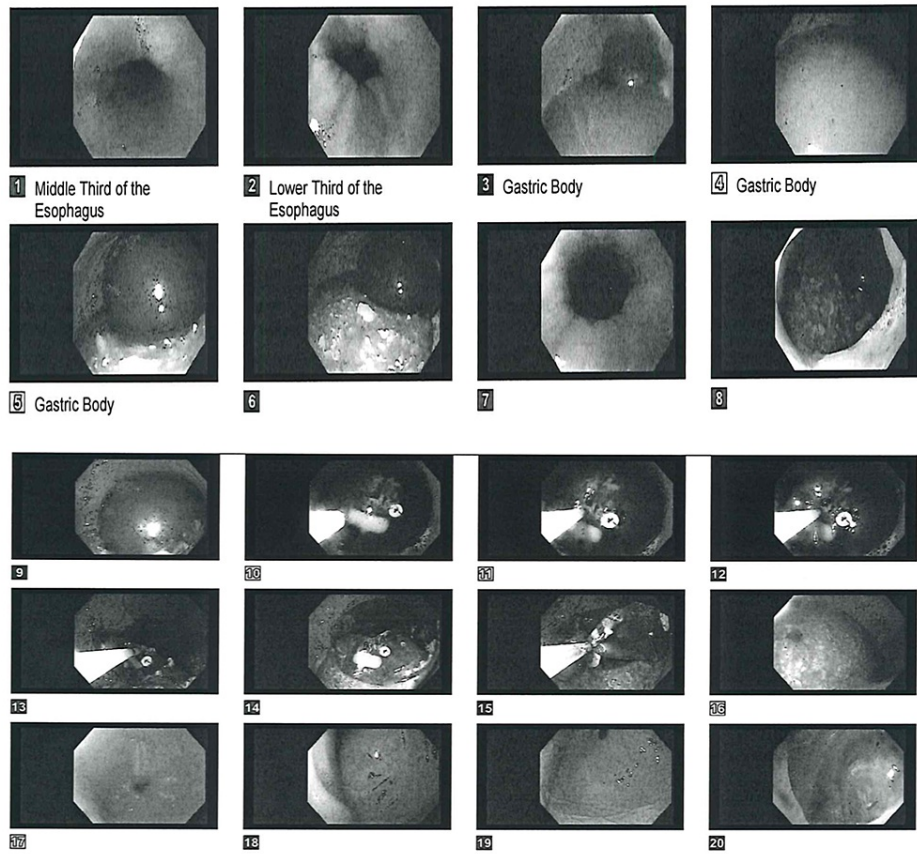 1 Middle Third of the
Esophagus
2 Lower Third of the
Esophagus
3 Gastric Body
4 Gastric Body
5 Gastric Body
6
7
8
9
10
11
12
13
14
15
16
17
18
19
20